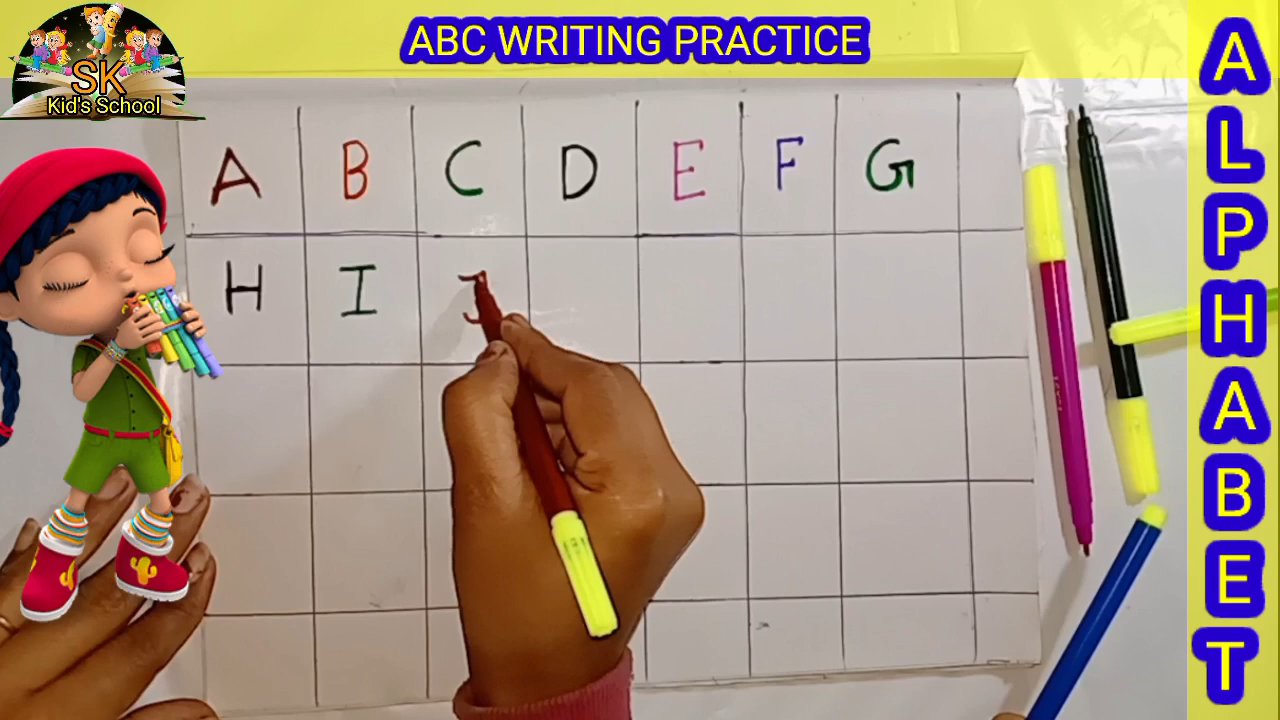 ABC WRITING PRACTICE
SK
Kid's School
A B C D E F G
H I J
ALPHABET